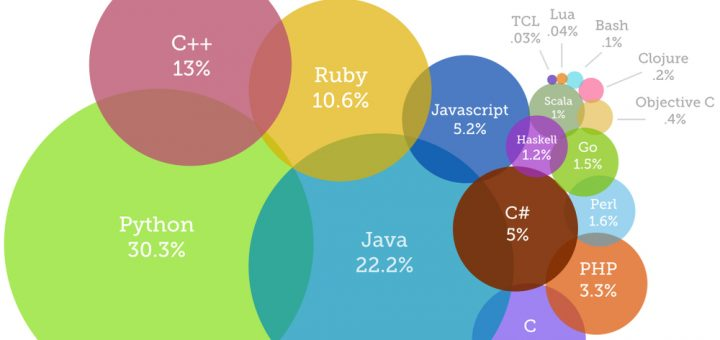 C++
13%
Ruby
10.6%
Javascript
5.2%
TCL
.03%
Lua
.04%
Bash
.1%
Clojure
.2%
Objective C
.4%
Scala
1%
Haskell
1.2%
Go
1.5%
Python
30.3%
Java
22.2%
C#
5%
Perl
1.6%
PHP
3.3%
C